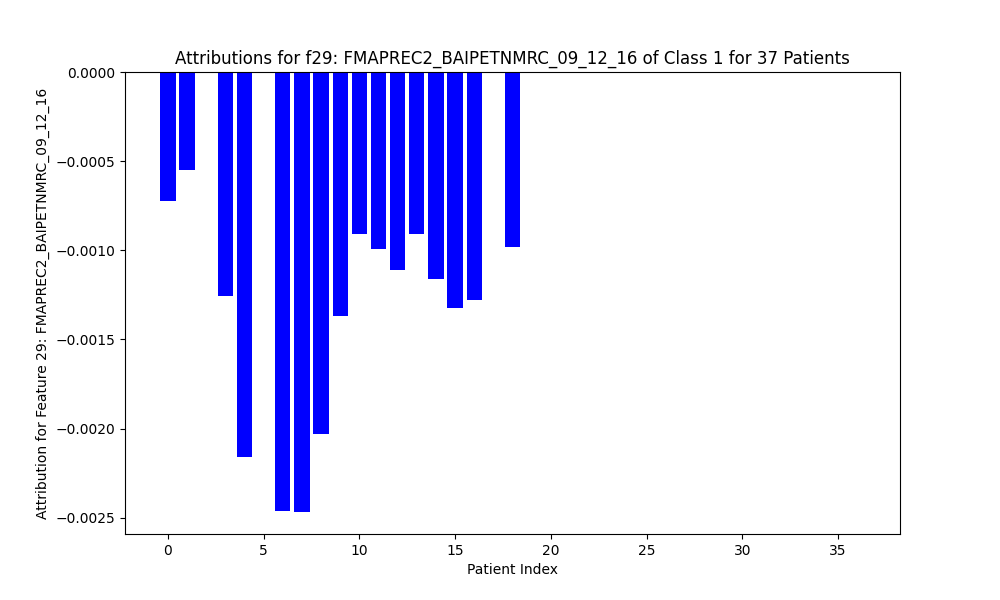 Attributions for f29: FMAPREC2_BAIPETNMRC_09_12_16 of Class 1 for 37 Patients
Attribution for Feature 29: FMAPREC2_BAIPETNMRC_09_12_16
0.0000
−0.0005
−0.0010
−0.0015
−0.0020
−0.0025
0 5 10 15 20 25 30 35
Patient Index